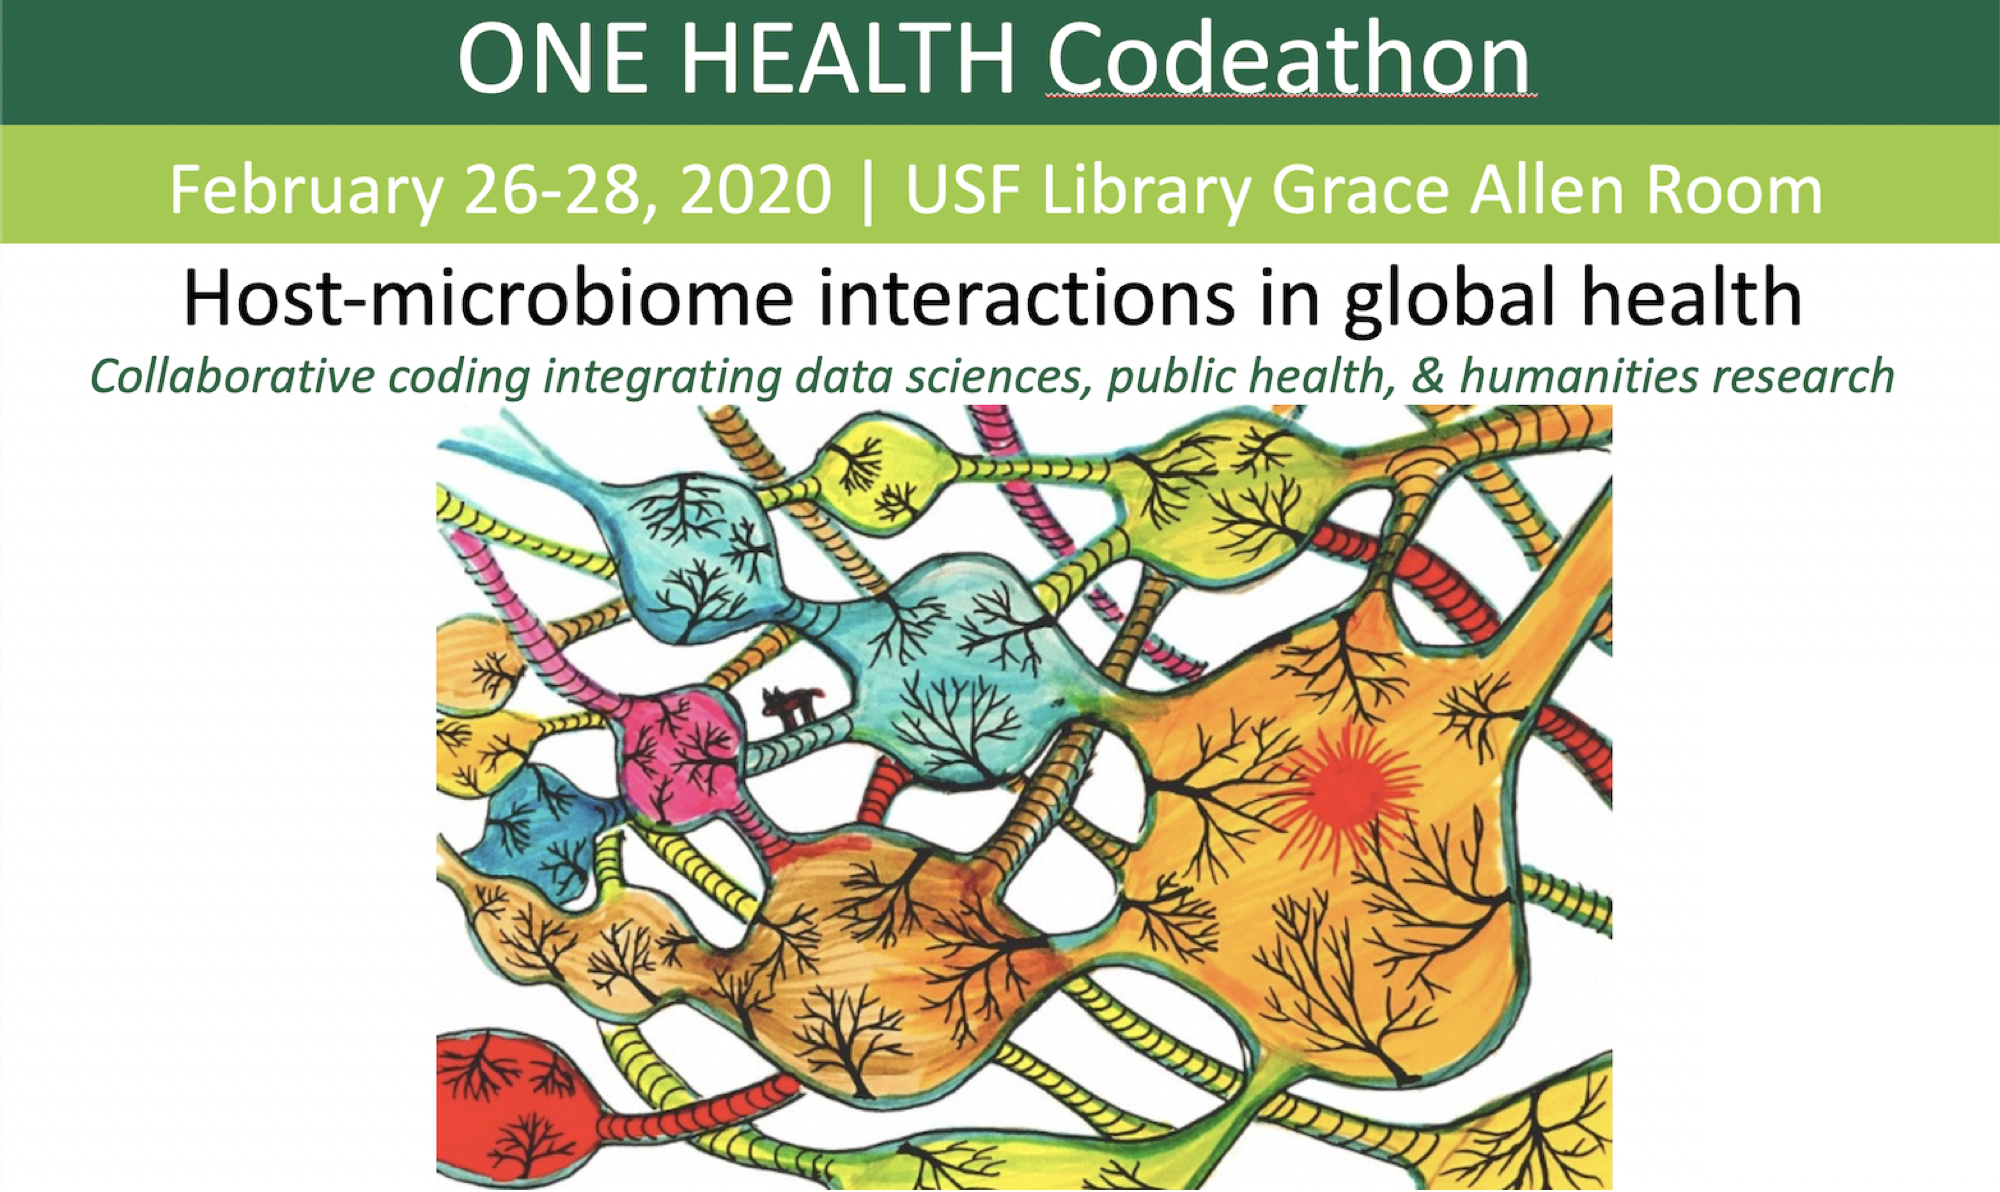 ONE HEALTH Codeathon
February 26-28, 2020 | USF Library Grace Allen Room
Host-microbiome interactions in global health
Collaborative coding integrating data sciences, public health, & humanities research